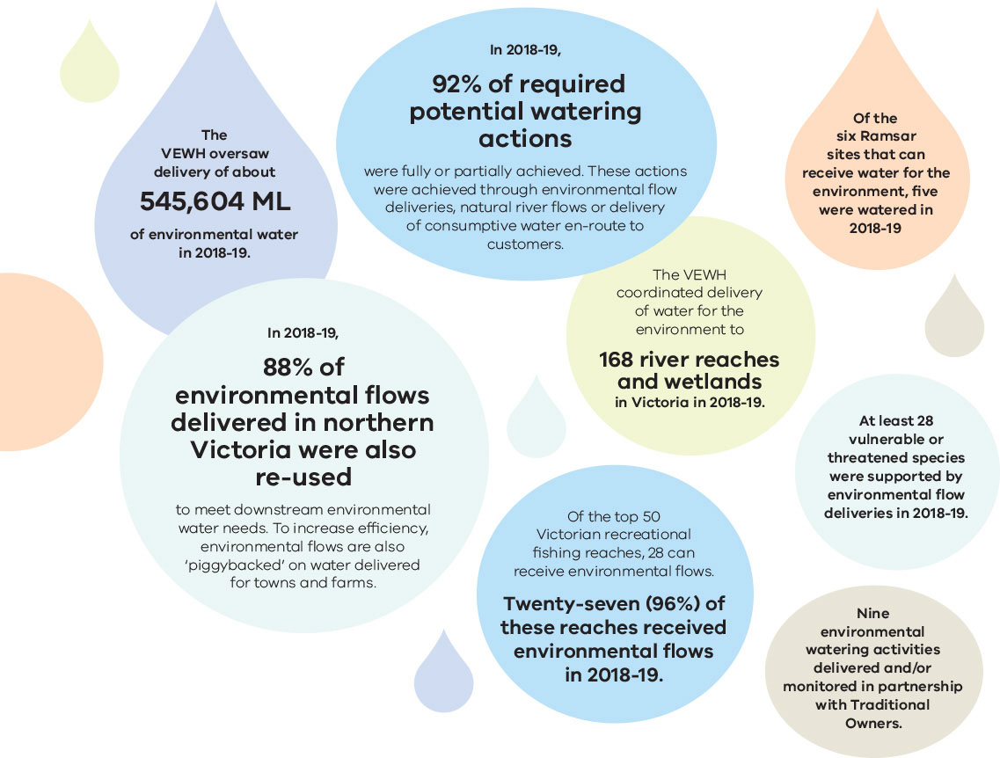 The
VEWH oversaw
delivery of about
545,604 ML
of environmental water
in 2018-19.
In 2018-19,
92% of required
potential watering
actions
were fully or partially achieved. These actions
were achieved through environmental flow
deliveries, natural river flows or delivery
of consumptive water en-route to
customers.
Of the
six Ramsar
sites that can
receive water for the
environment, five
were watered in
2018-19
In 2018-19,
88% of
environmental flows
delivered in northern
Victoria were also
re-used
to meet downstream environmental
water needs. To increase efficiency,
environmental flows are also
‘piggybacked’ on water delivered
for towns and farms.
The VEWH
coordinated delivery
of water for the
environment to
168 river reaches
and wetlands
in Victoria in 2018-19.
At least 28
vulnerable or
threatened species
were supported by
environmental flow
deliveries in 2018-19.
Of the top 50
Victorian recreational
fishing reaches, 28 can
receive environmental flows.
Twenty-seven (96%) of
these reaches received
environmental flows
in 2018-19.
Nine
environmental
watering activities
delivered and/or
monitored in partnership
with Traditional
Owners.